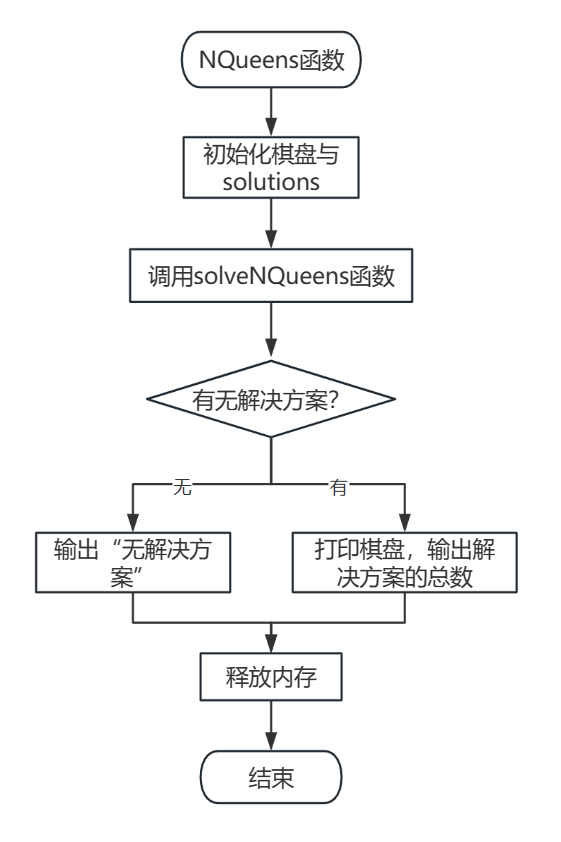 NQueens函数
初始化棋盘与
solutions
调用solveNQueens函数
有无解决方案？
无
有
输出“无解决方
案”
打印棋盘，输出解
决方案的总数
释放内存
结束